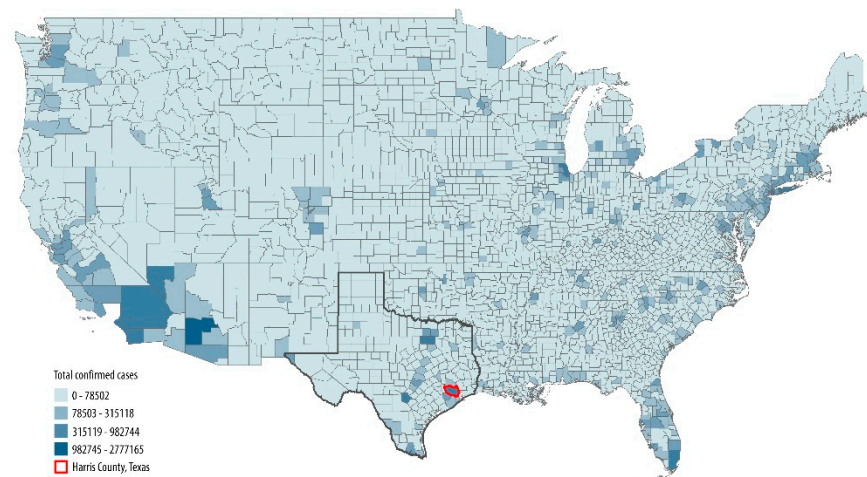 Total confirmed cases
0 - 78502
78503 - 315118
315119 - 982744
982745 - 2777165
Harris County, Texas